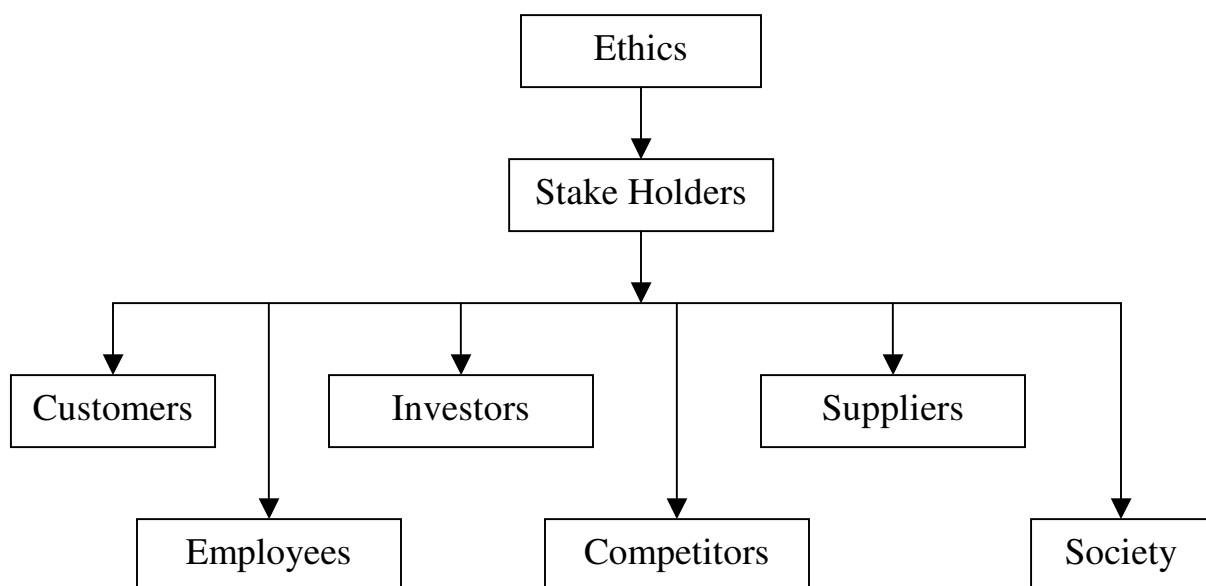 Ethics
Stake Holders
Customers
Investors
Suppliers
Employees
Competitors
Society